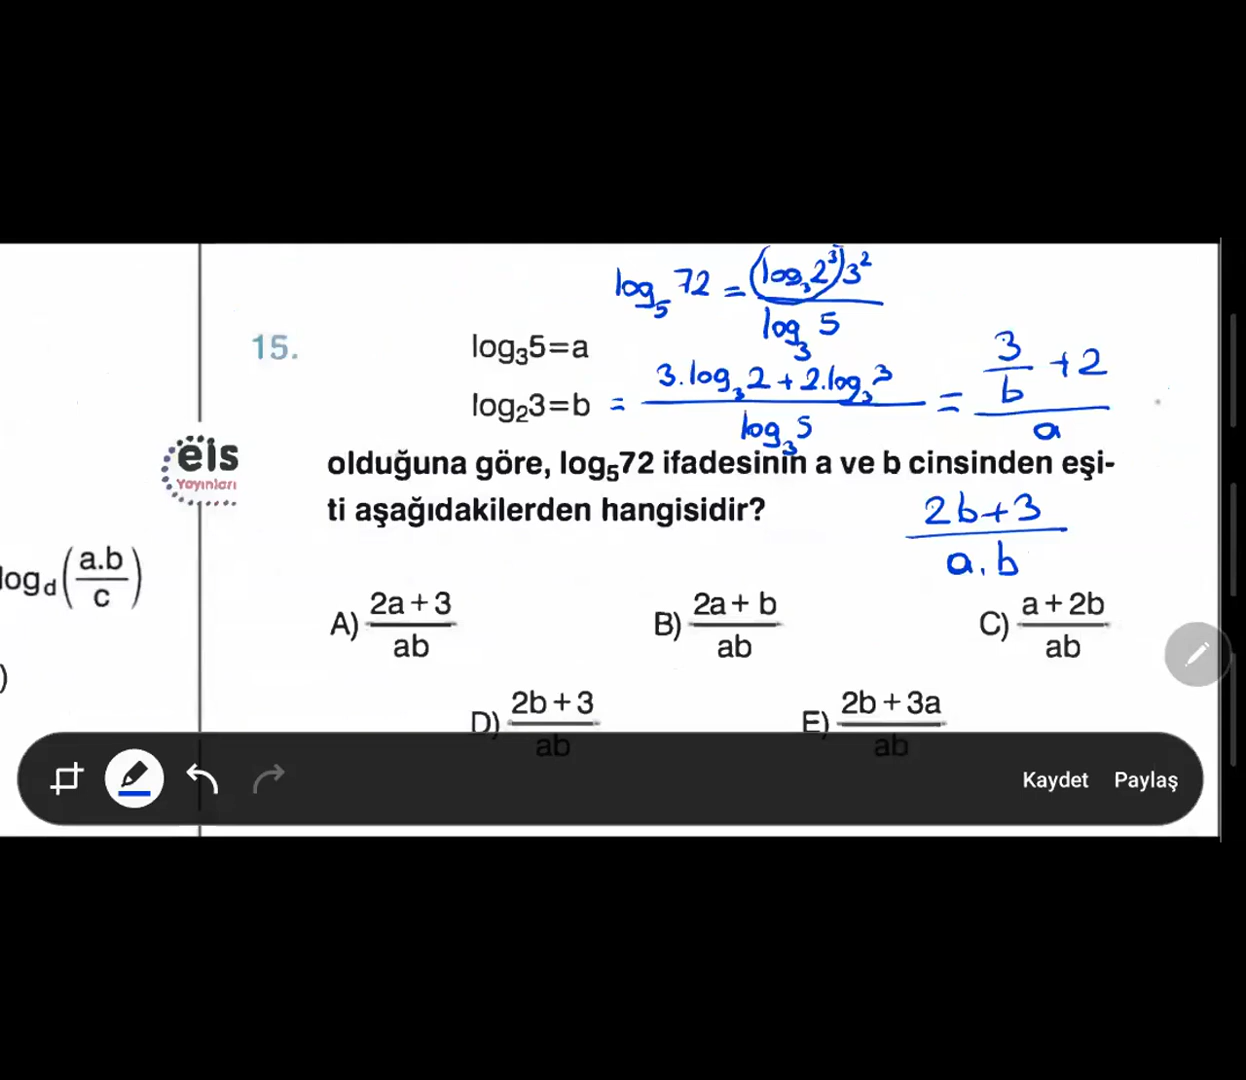 log₅72 = (log₃2³)3² / log₃5
15.
log₃5=a
= 3.log₃2 + 2.log₃3 / log₃5 = 3/b + 2 / a
log₂3=b
eis
Yayınları
olduğuna göre, log₅72 ifadesinin a ve b cinsinden eşi-
ti aşağıdakilerden hangisidir?
2b+3 / a.b
log_d(a.b/c)
)
A) 2a+3 / ab
B) 2a+b / ab
C) a+2b / ab
D) 2b+3 / ab
E) 2b+3a / ab
Kaydet Paylaş